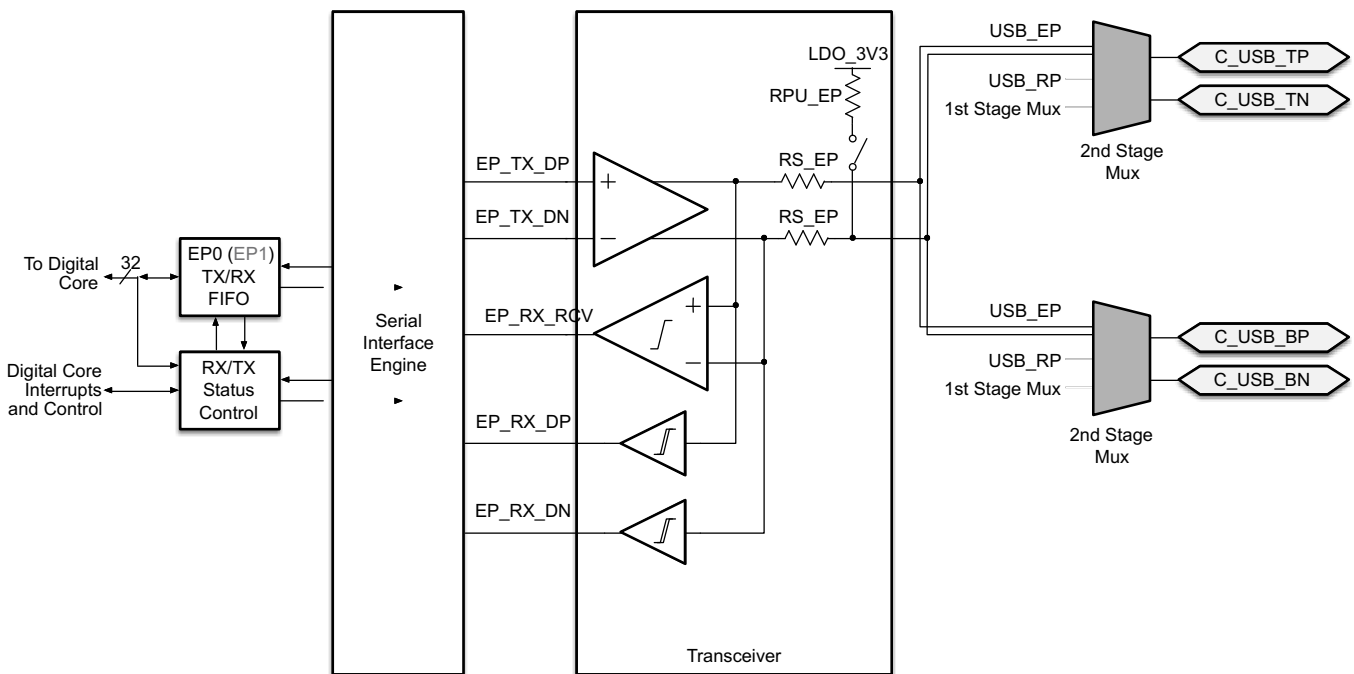 To Digital
Core
32
EP0 (EP1)
TX/RX
FIFO
Digital Core
Interrupts
and Control
RX/TX
Status
Control
Serial
Interface
Engine
EP_TX_DP
EP_TX_DN
EP_RX_RCV
EP_RX_DP
EP_RX_DN
+
−
+
−
LDO_3V3
RPU_EP
RS_EP
RS_EP
Transceiver
USB_EP
USB_RP
1st Stage Mux
2nd Stage
Mux
C_USB_TP
C_USB_TN
USB_EP
USB_RP
1st Stage Mux
2nd Stage
Mux
C_USB_BP
C_USB_BN